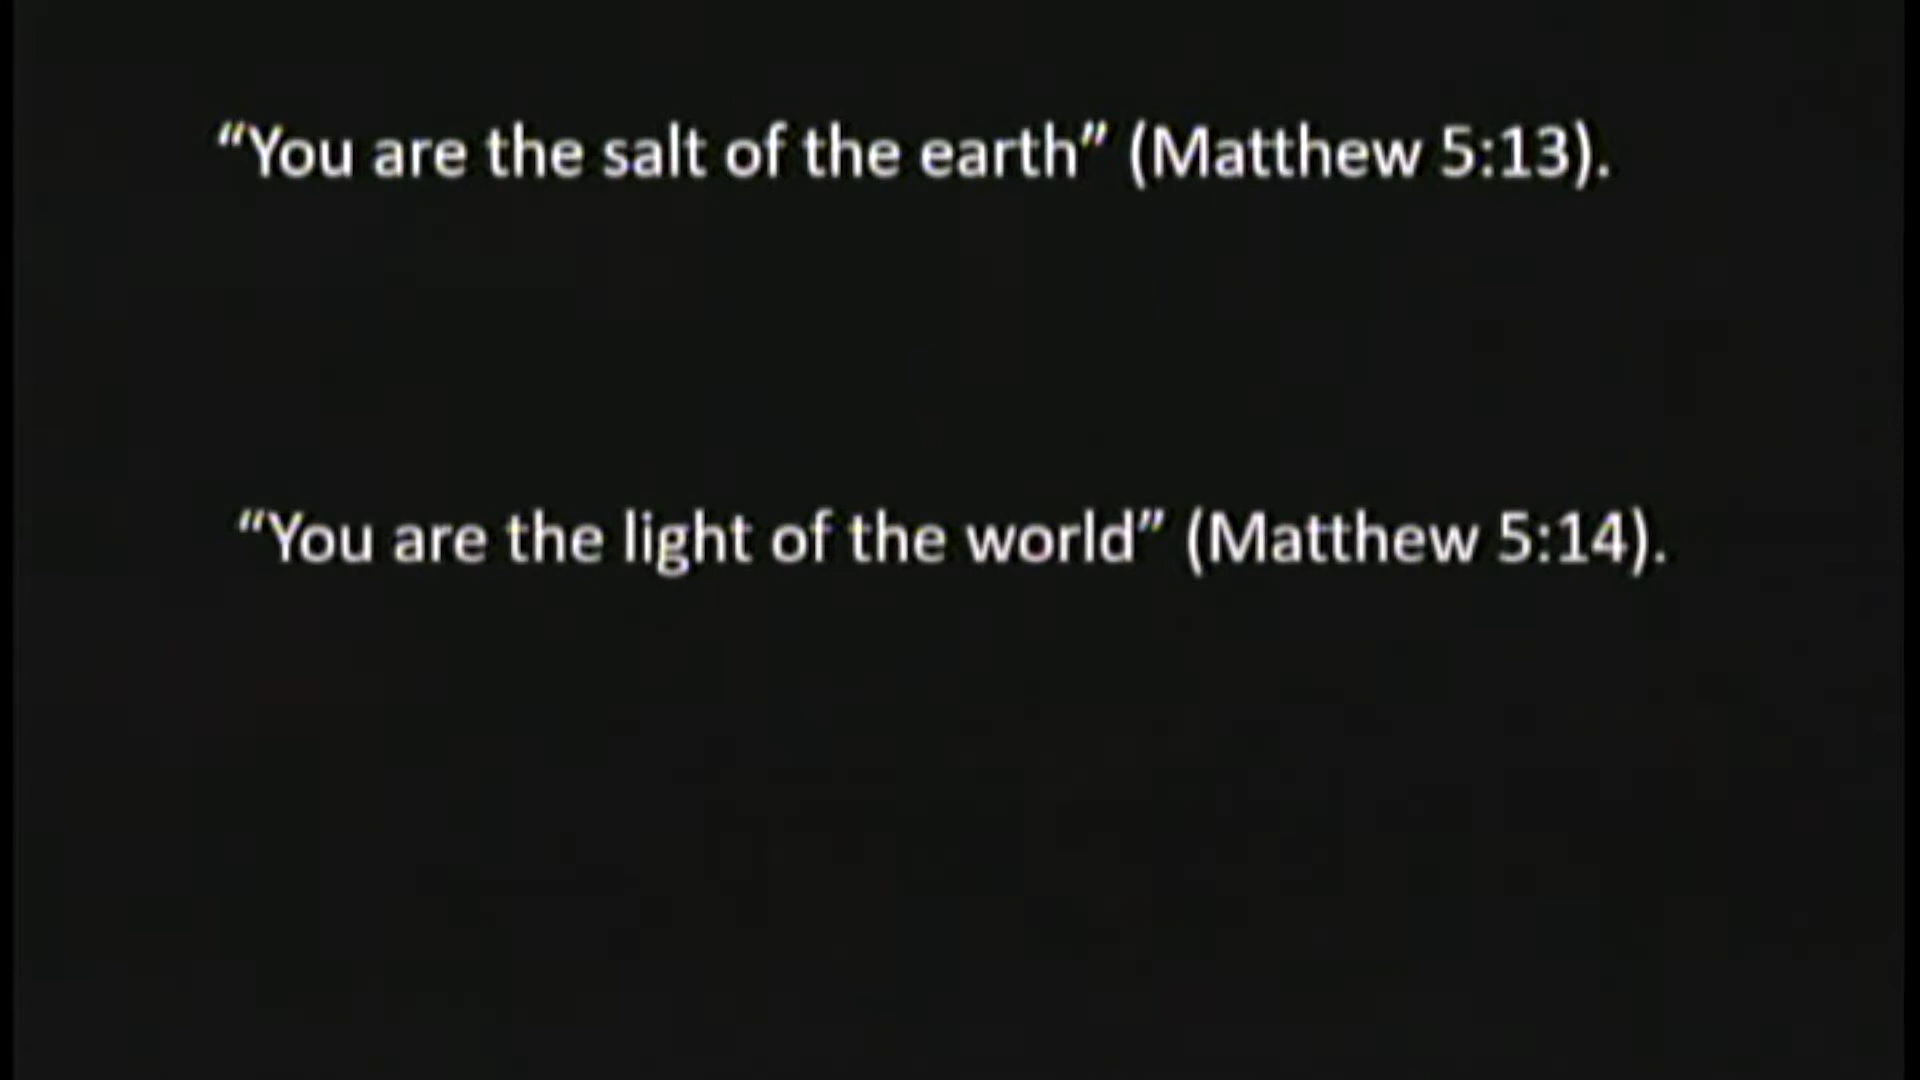 “You are the salt of the earth” (Matthew 5:13).
“You are the light of the world” (Matthew 5:14).